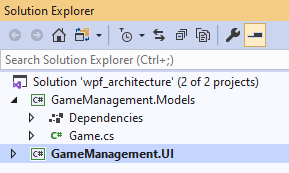 Solution Explorer
Search Solution Explorer (Ctrl+;)
Solution 'wpf_architecture' (2 of 2 projects)
C# GameManagement.Models
Dependencies
C# Game.cs
C# GameManagement.UI